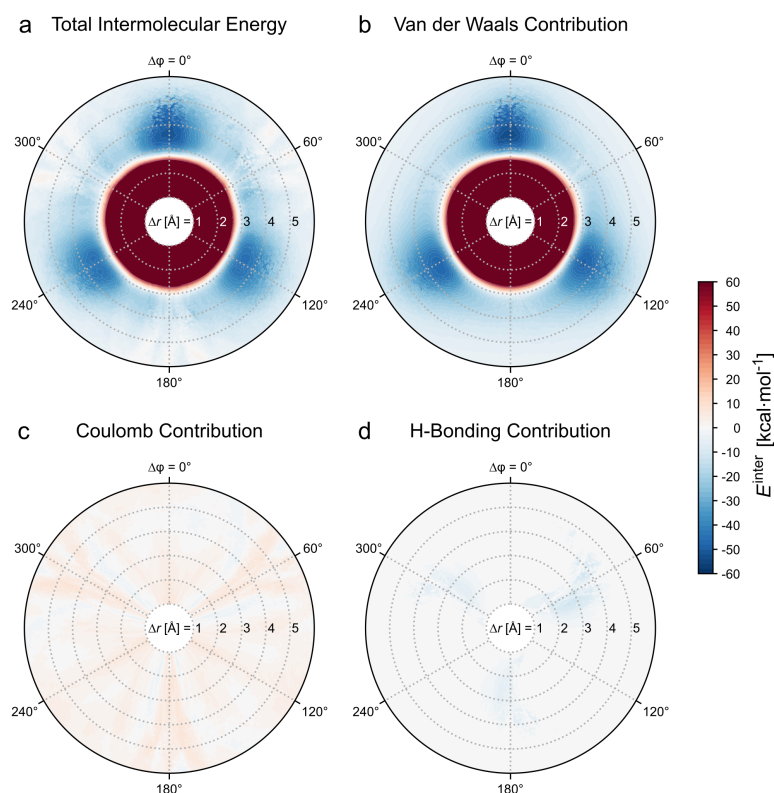 a Total Intermolecular Energy
b Van der Waals Contribution
Δφ = 0°
60°
120°
180°
240°
300°
Δr [Å] = 1 2 3 4 5
Δφ = 0°
60°
120°
180°
240°
300°
Δr [Å] = 1 2 3 4 5
c Coulomb Contribution
d H-Bonding Contribution
Δφ = 0°
60°
120°
180°
240°
300°
Δr [Å] = 1 2 3 4 5
Δφ = 0°
60°
120°
180°
240°
300°
Δr [Å] = 1 2 3 4 5
60
50
40
30
20
10
0
-10
-20
-30
-40
-50
-60
E^inter [kcal·mol⁻¹]